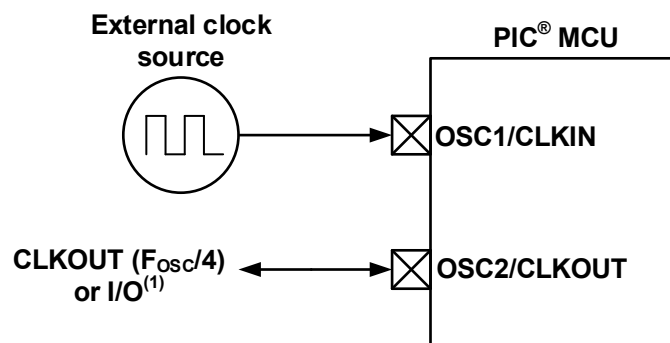 External clock
source
PIC® MCU
OSC1/CLKIN
CLKOUT (FOSC/4)
or I/O(1)
OSC2/CLKOUT